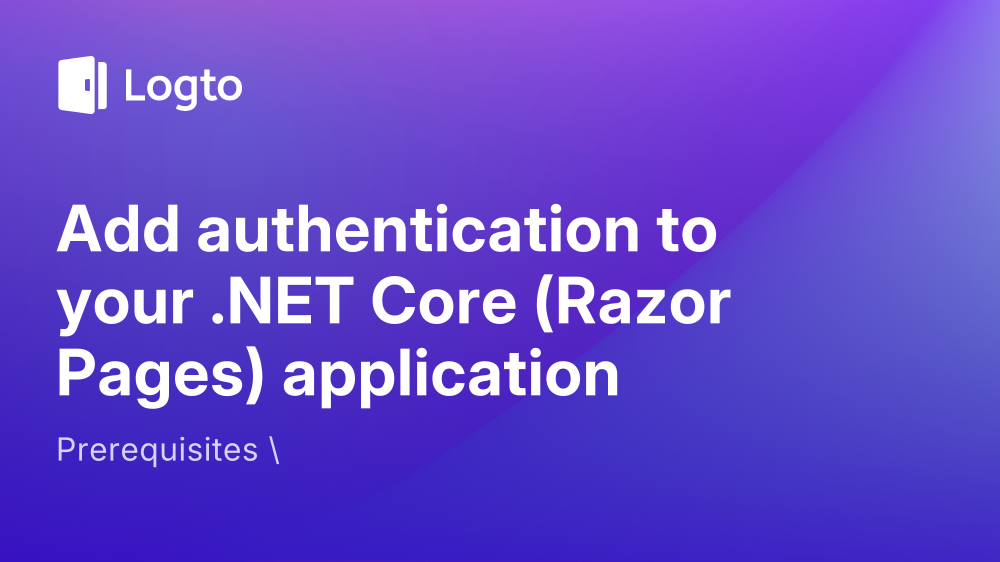 Logto
Add authentication to
your .NET Core (Razor
Pages) application
Prerequisites \